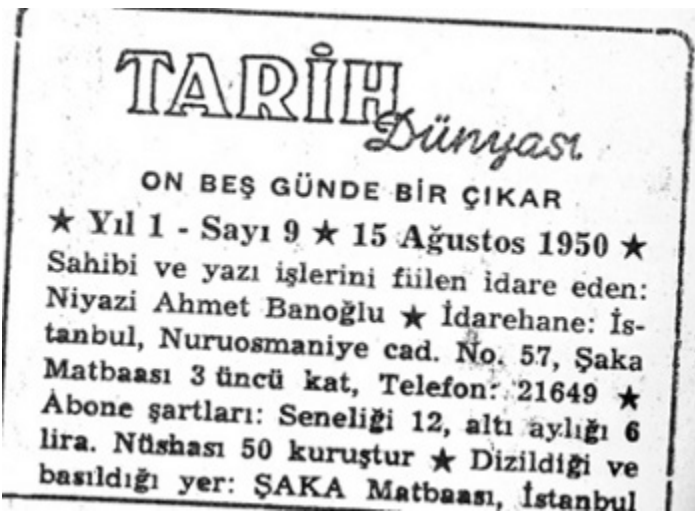 TARİH
Dünyası
ON BEŞ GÜNDE BİR ÇIKAR
★ Yıl 1 - Sayı 9 ★ 15 Ağustos 1950 ★
Sahibi ve yazı işlerini fiilen idare eden:
Niyazi Ahmet Banoğlu ★ İdarehane: İs-
tanbul, Nuruosmaniye cad. No. 57, Şaka
Matbaası 3 üncü kat, Telefon: 21649 ★
Abone şartları: Seneliği 12, altı aylığı 6
lira. Nüshası 50 kuruştur ★ Dizildiği ve
basıldığı yer: ŞAKA Matbaası, İstanbul